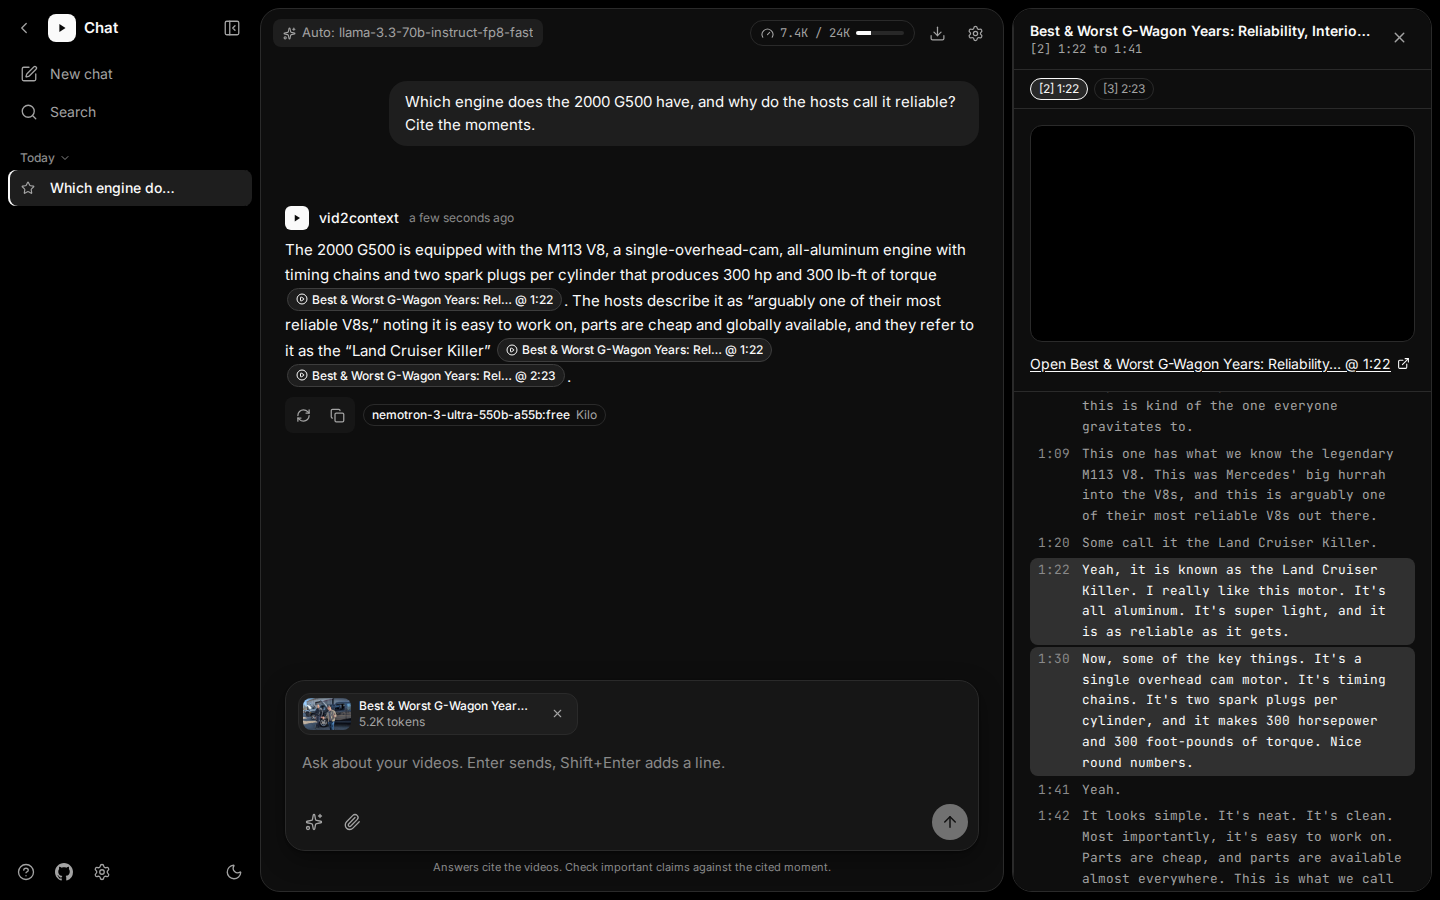 Chat
New chat
Search
Today
Which engine do...
Auto: llama-3.3-70b-instruct-fp8-fast
7.4K / 24K
Which engine does the 2000 G500 have, and why do the hosts call it reliable?
Cite the moments.
vid2context a few seconds ago
The 2000 G500 is equipped with the M113 V8, a single-overhead-cam, all-aluminum engine with
timing chains and two spark plugs per cylinder that produces 300 hp and 300 lb-ft of torque
Best & Worst G-Wagon Years: Rel... @ 1:22 . The hosts describe it as “arguably one of their most
reliable V8s,” noting it is easy to work on, parts are cheap and globally available, and they refer to
it as the “Land Cruiser Killer” Best & Worst G-Wagon Years: Rel... @ 1:22
Best & Worst G-Wagon Years: Rel... @ 2:23 .
nemotron-3-ultra-550b-a55b:free Kilo
Best & Worst G-Wagon Year...
5.2K tokens
Ask about your videos. Enter sends, Shift+Enter adds a line.
Answers cite the videos. Check important claims against the cited moment.
Best & Worst G-Wagon Years: Reliability, Interio...
[2] 1:22 to 1:41
[2] 1:22 [3] 2:23
Open Best & Worst G-Wagon Years: Reliability... @ 1:22
this is kind of the one everyone
gravitates to.
1:09 This one has what we know the legendary
M113 V8. This was Mercedes' big hurrah
into the V8s, and this is arguably one
of their most reliable V8s out there.
1:20 Some call it the Land Cruiser Killer.
1:22 Yeah, it is known as the Land Cruiser
Killer. I really like this motor. It's
all aluminum. It's super light, and it
is as reliable as it gets.
1:30 Now, some of the key things. It's a
single overhead cam motor. It's timing
chains. It's two spark plugs per
cylinder, and it makes 300 horsepower
and 300 foot-pounds of torque. Nice
round numbers.
1:41 Yeah.
1:42 It looks simple. It's neat. It's clean.
Most importantly, it's easy to work on.
Parts are cheap, and parts are available
almost everywhere. This is what we call